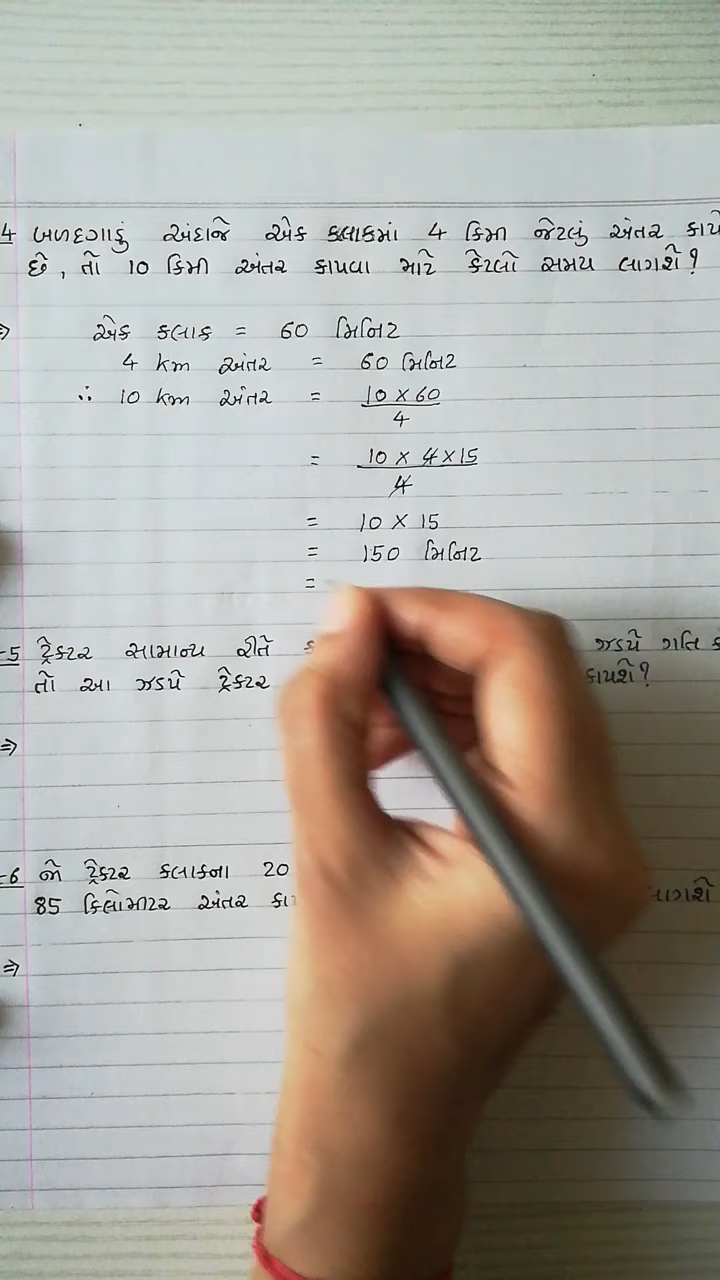 4 બળદગાડું અંદાજે એક કલાકમાં 4 કિમી જેટલું અંતર કાપે
છે, તો 10 કિમી અંતર કાપવા માટે કેટલો સમય લાગશે?
⇒ એક કલાક = 60 મિનિટ
4 km અંતર = 60 મિનિટ
∴ 10 km અંતર = 10 × 60 / 4
= 10 × 4 × 15 / 4
= 10 × 15
= 150 મિનિટ
=
-5 ટ્રેક્ટર સામાન્ય રીતે ઝડપે ગતિ
તો આ ઝડપે ટ્રેક્ટર કાપશે?
⇒
-6 જો ટ્રેક્ટર કલાકના 20
85 કિલોમીટર અંતર લાગશે
⇒